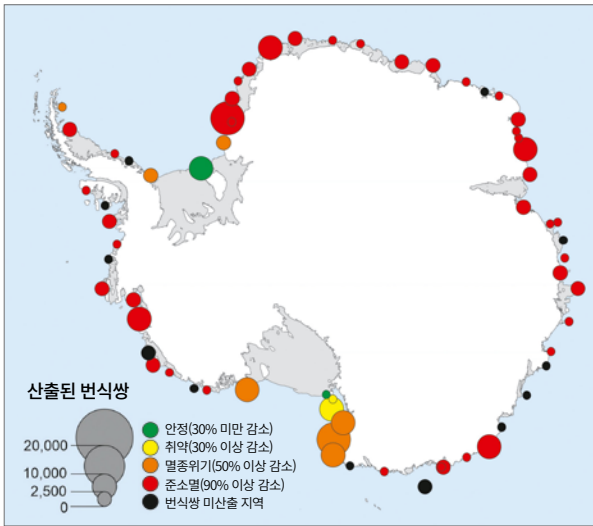 산출된 번식쌍
20,000
10,000
2,500
0
안정(30% 미만 감소)
취약(30% 이상 감소)
멸종위기(50% 이상 감소)
준소멸(90% 이상 감소)
번식쌍 미산출 지역